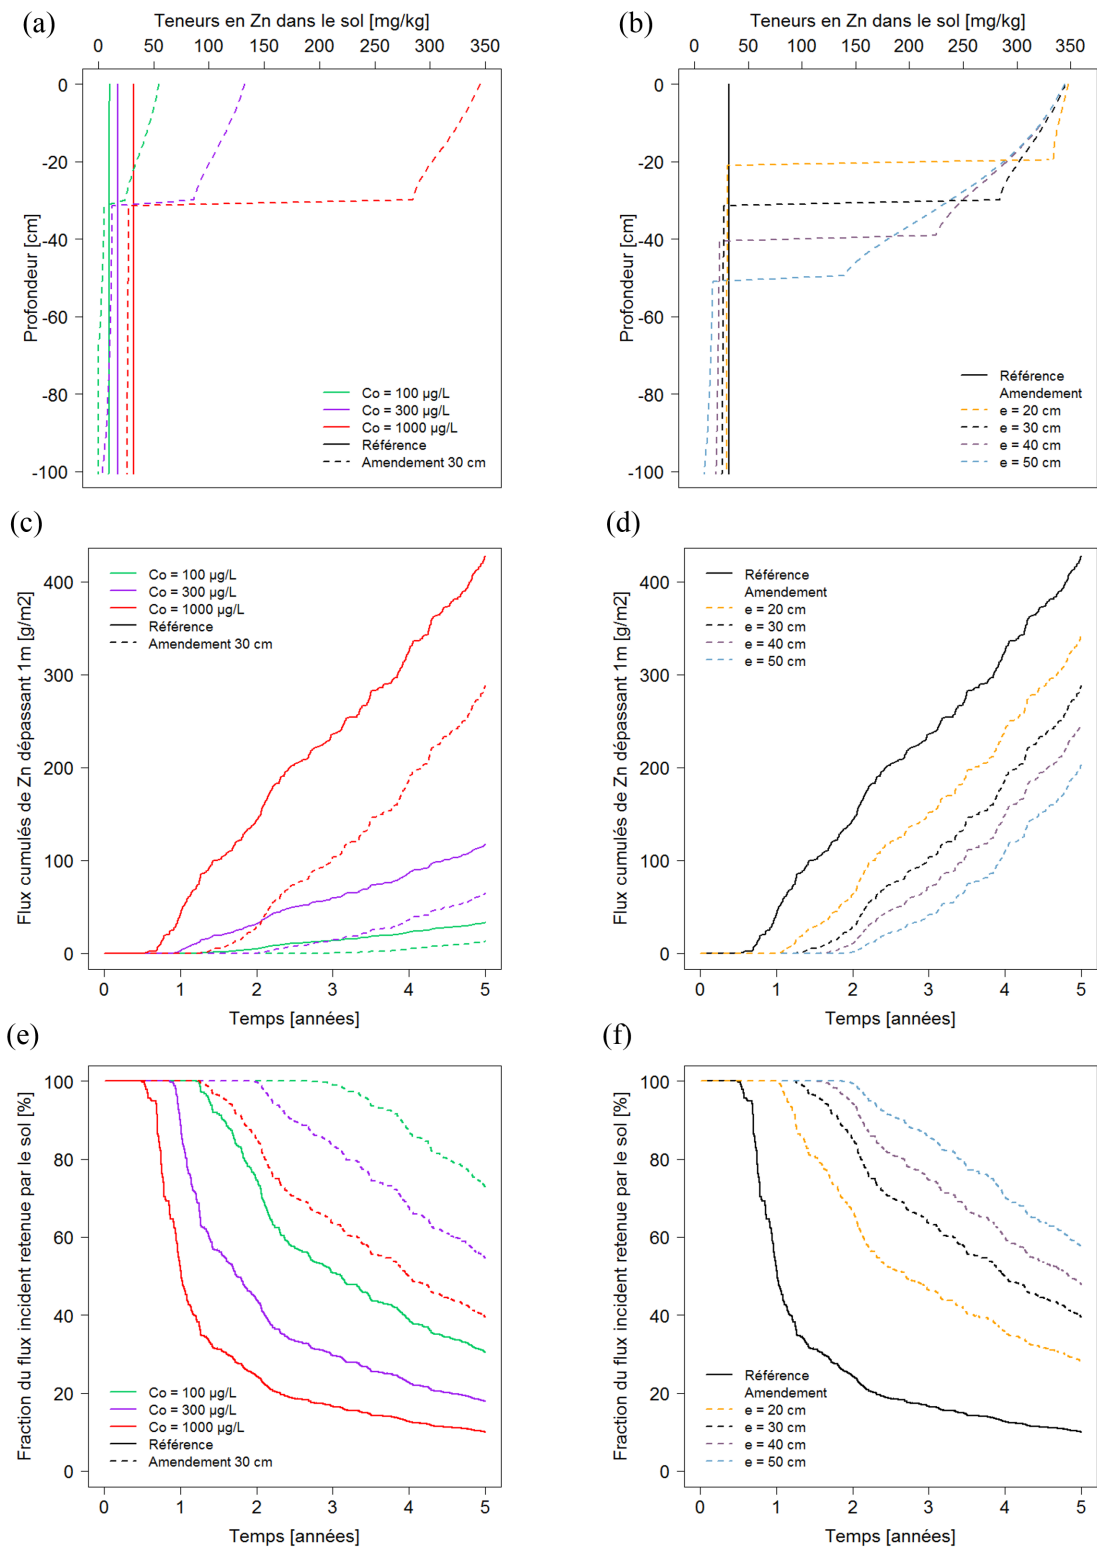 (a)
Teneurs en Zn dans le sol [mg/kg]
0 50 100 150 200 250 300 350
0
-20
-40
-60
-80
-100
Profondeur [cm]
Co = 100 µg/L
Co = 300 µg/L
Co = 1000 µg/L
Référence
Amendement 30 cm
(b)
Teneurs en Zn dans le sol [mg/kg]
0 50 100 150 200 250 300 350
0
-20
-40
-60
-80
-100
Profondeur [cm]
Référence
Amendement
e = 20 cm
e = 30 cm
e = 40 cm
e = 50 cm
(c)
Flux cumulés de Zn dépassant 1m [g/m2]
400
300
200
100
0
Co = 100 µg/L
Co = 300 µg/L
Co = 1000 µg/L
Référence
Amendement 30 cm
0 1 2 3 4 5
Temps [années]
(d)
Flux cumulés de Zn dépassant 1m [g/m2]
400
300
200
100
0
Référence
Amendement
e = 20 cm
e = 30 cm
e = 40 cm
e = 50 cm
0 1 2 3 4 5
Temps [années]
(e)
Fraction du flux incident retenue par le sol [%]
100
80
60
40
20
0
Co = 100 µg/L
Co = 300 µg/L
Co = 1000 µg/L
Référence
Amendement 30 cm
0 1 2 3 4 5
Temps [années]
(f)
Fraction du flux incident retenue par le sol [%]
100
80
60
40
20
0
Référence
Amendement
e = 20 cm
e = 30 cm
e = 40 cm
e = 50 cm
0 1 2 3 4 5
Temps [années]